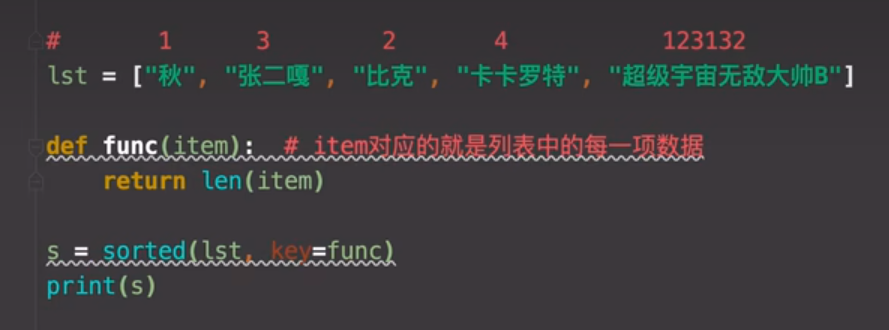 # 1 3 2 4 123132
lst = ["秋", "张二嘎", "比克", "卡卡罗特", "超级宇宙无敌大帅B"]
def func(item): # item对应的就是列表中的每一项数据
return len(item)
s = sorted(lst, key=func)
print(s)